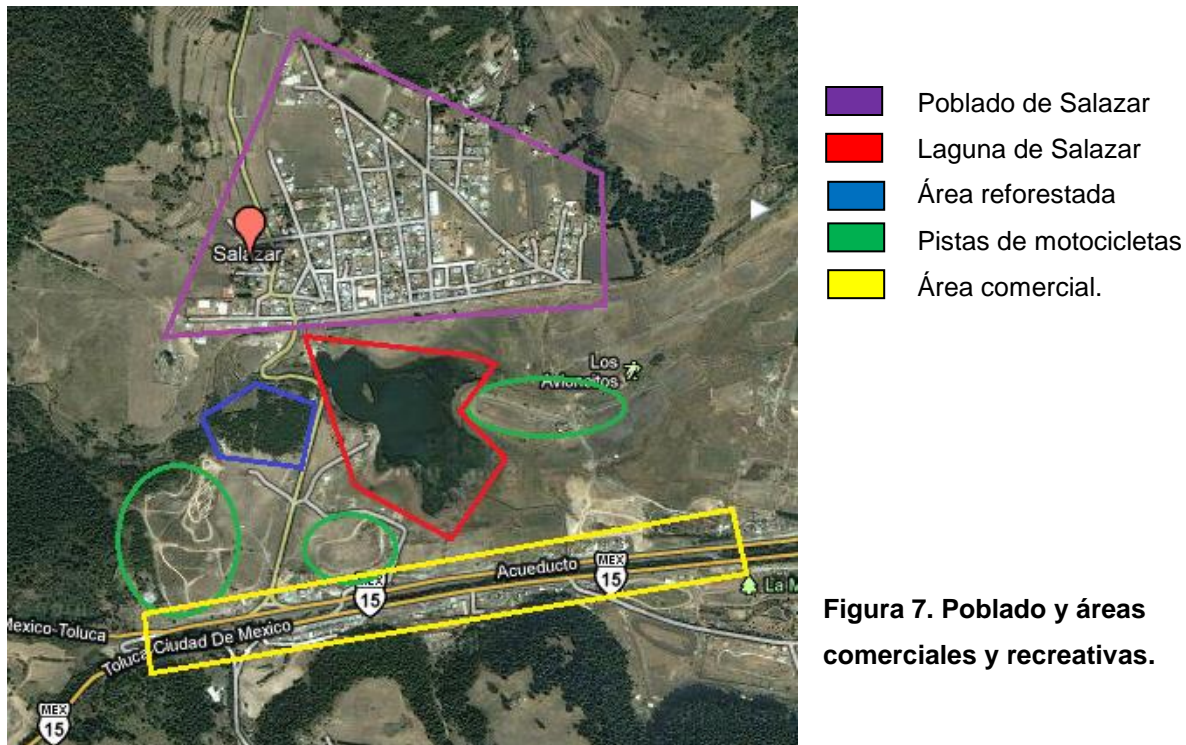 Salazar
Los
Avioncitos
MEX
15
Acueducto
MEX
15
La M
Mexico-Toluca
Toluca-Ciudad De Mexico
MEX
15
Poblado de Salazar
Laguna de Salazar
Área reforestada
Pistas de motocicletas
Área comercial.
Figura 7. Poblado y áreas
comerciales y recreativas.